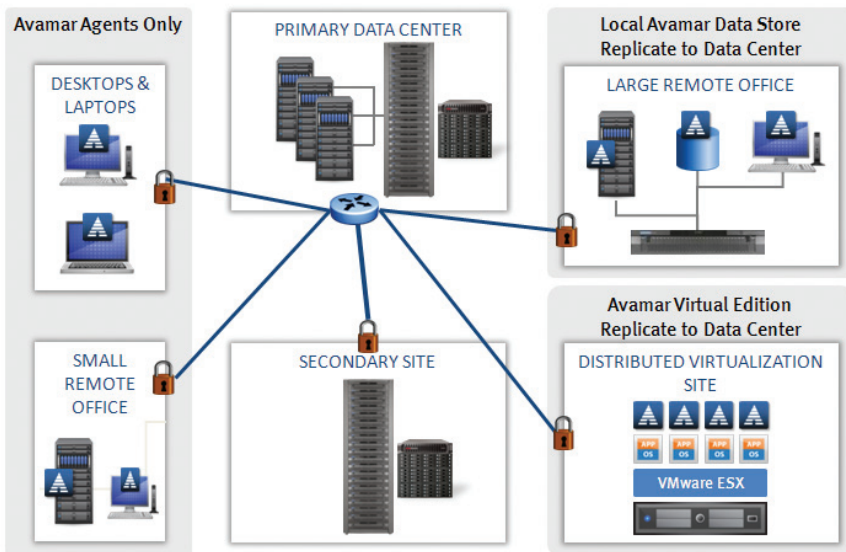 Avamar Agents Only
DESKTOPS &
LAPTOPS
SMALL
REMOTE
OFFICE
PRIMARY DATA CENTER
SECONDARY SITE
Local Avamar Data Store
Replicate to Data Center
LARGE REMOTE OFFICE
Avamar Virtual Edition
Replicate to Data Center
DISTRIBUTED VIRTUALIZATION
SITE
APP APP APP APP
OS OS OS OS
VMware ESX